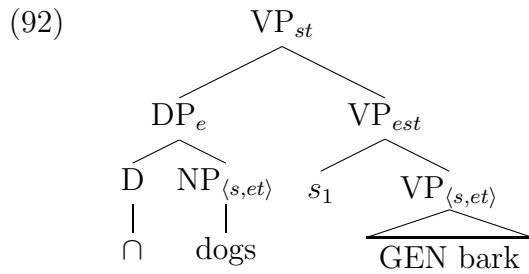 (92) VP_st
DP_e VP_est
D NP_⟨s,et⟩ s_1 VP_⟨s,et⟩
∩ dogs GEN bark